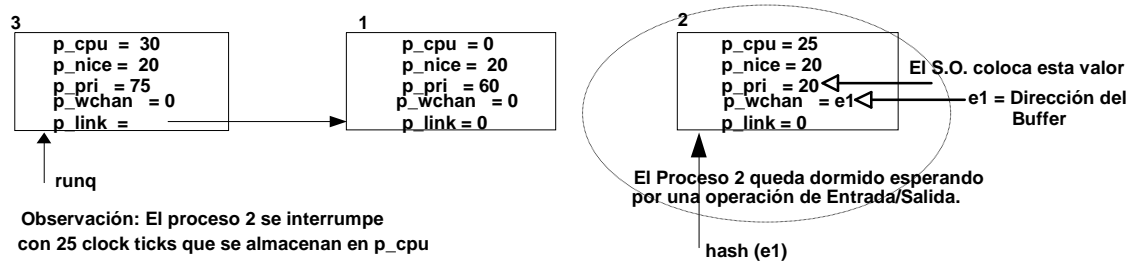 3
p_cpu = 30
p_nice = 20
p_pri = 75
p_wchan = 0
p_link =
runq
Observación: El proceso 2 se interrumpe
con 25 clock ticks que se almacenan en p_cpu
1
p_cpu = 0
p_nice = 20
p_pri = 60
p_wchan = 0
p_link = 0
2
p_cpu = 25
p_nice = 20
p_pri = 20
p_wchan = e1
p_link = 0
El S.O. coloca esta valor
e1 = Dirección del
Buffer
El Proceso 2 queda dormido esperando
por una operación de Entrada/Salida.
hash (e1)